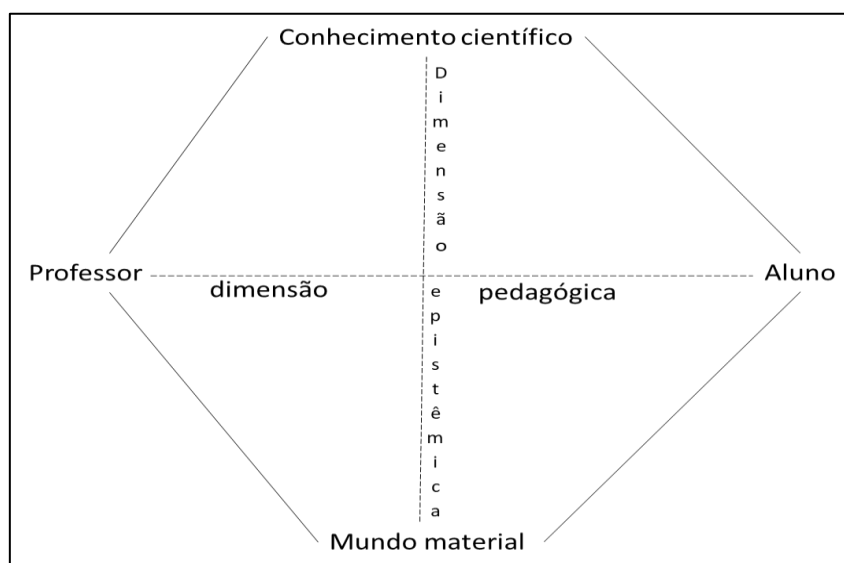 Conhecimento científico
Dimensão
Professor
Aluno
dimensão
pedagógica
epistêmica
Mundo material